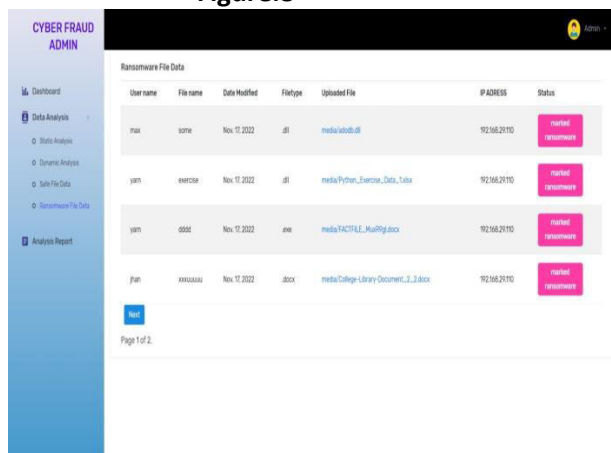 CYBER FRAUD
ADMIN
Admin
Dashboard
Data Analysis
Static Analysis
Dynamic Analysis
Safe File Data
Ransomware File Data
Analysis Report
Ransomware File Data
User name File name Date Modified Filetype Uploaded File IP ADRESS Status
max some Nov. 17, 2022 .dll media/adodb.dll 192.168.29.110 marked
ransomware
yam exercise Nov. 17, 2022 .dll media/Python_Exercise_Data_1.xlsx 192.168.29.110 marked
ransomware
yam dddd Nov. 17, 2022 .exe 192.168.29.110 marked
ransomware
jhan Nov. 17, 2022 .docx media/College-Library-Document_2_2.docx 192.168.29.110 marked
ransomware
Next
Page 1 of 2.